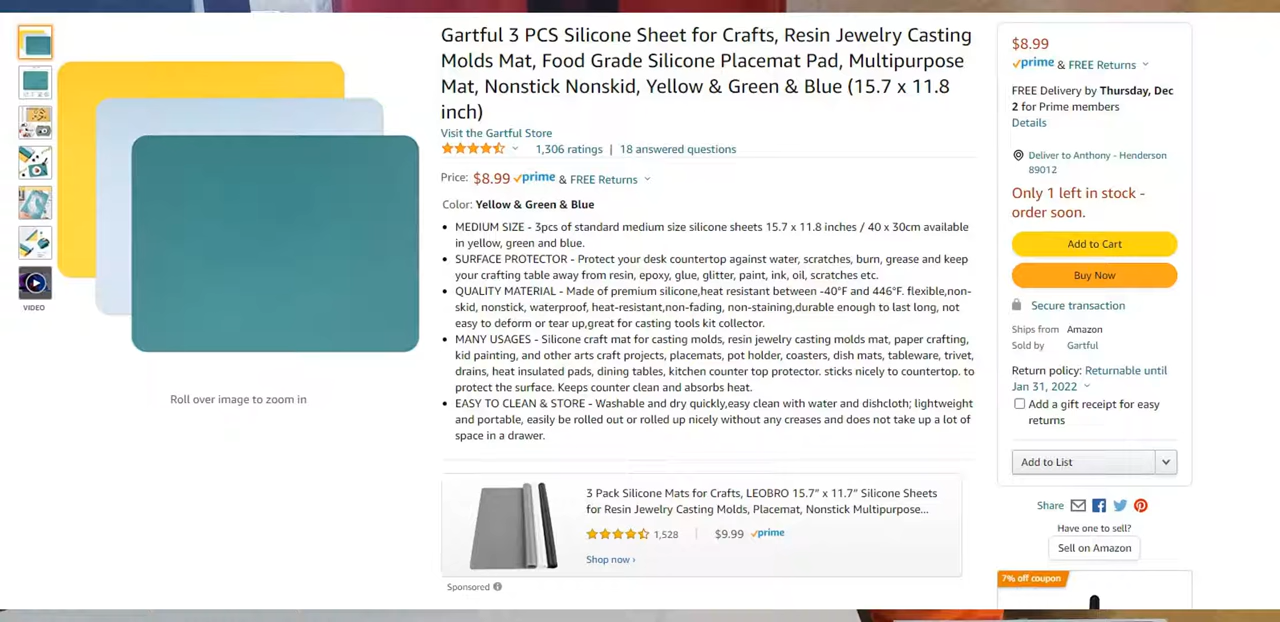 VIDEO
Roll over image to zoom in
Gartful 3 PCS Silicone Sheet for Crafts, Resin Jewelry Casting
Molds Mat, Food Grade Silicone Placemat Pad, Multipurpose
Mat, Nonstick Nonskid, Yellow & Green & Blue (15.7 x 11.8
inch)
Visit the Gartful Store
1,306 ratings | 18 answered questions
Price: $8.99 prime & FREE Returns
Color: Yellow & Green & Blue
• MEDIUM SIZE - 3pcs of standard medium size silicone sheets 15.7 x 11.8 inches / 40 x 30cm available
in yellow, green and blue.
• SURFACE PROTECTOR - Protect your desk countertop against water, scratches, burn, grease and keep
your crafting table away from resin, epoxy, glue, glitter, paint, ink, oil, scratches etc.
• QUALITY MATERIAL - Made of premium silicone,heat resistant between -40°F and 446°F. flexible,non-
skid, nonstick, waterproof, heat-resistant,non-fading, non-staining,durable enough to last long, not
easy to deform or tear up,great for casting tools kit collector.
• MANY USAGES - Silicone craft mat for casting molds, resin jewelry casting molds mat, paper crafting,
kid painting, and other arts craft projects, placemats, pot holder, coasters, dish mats, tableware, trivet,
drains, heat insulated pads, dining tables, kitchen counter top protector. sticks nicely to countertop. to
protect the surface. Keeps counter clean and absorbs heat.
• EASY TO CLEAN & STORE - Washable and dry quickly,easy clean with water and dishcloth; lightweight
and portable, easily be rolled out or rolled up nicely without any creases and does not take up a lot of
space in a drawer.
3 Pack Silicone Mats for Crafts, LEOBRO 15.7” x 11.7” Silicone Sheets
for Resin Jewelry Casting Molds, Placemat, Nonstick Multipurpose...
1,528 | $9.99 prime
Shop now ›
Sponsored
$8.99
prime & FREE Returns
FREE Delivery by Thursday, Dec
2 for Prime members
Details
Deliver to Anthony - Henderson
89012
Only 1 left in stock -
order soon.
Add to Cart
Buy Now
Secure transaction
Ships from Amazon
Sold by Gartful
Return policy: Returnable until
Jan 31, 2022
Add a gift receipt for easy
returns
Add to List
Share
Have one to sell?
Sell on Amazon
7% off coupon